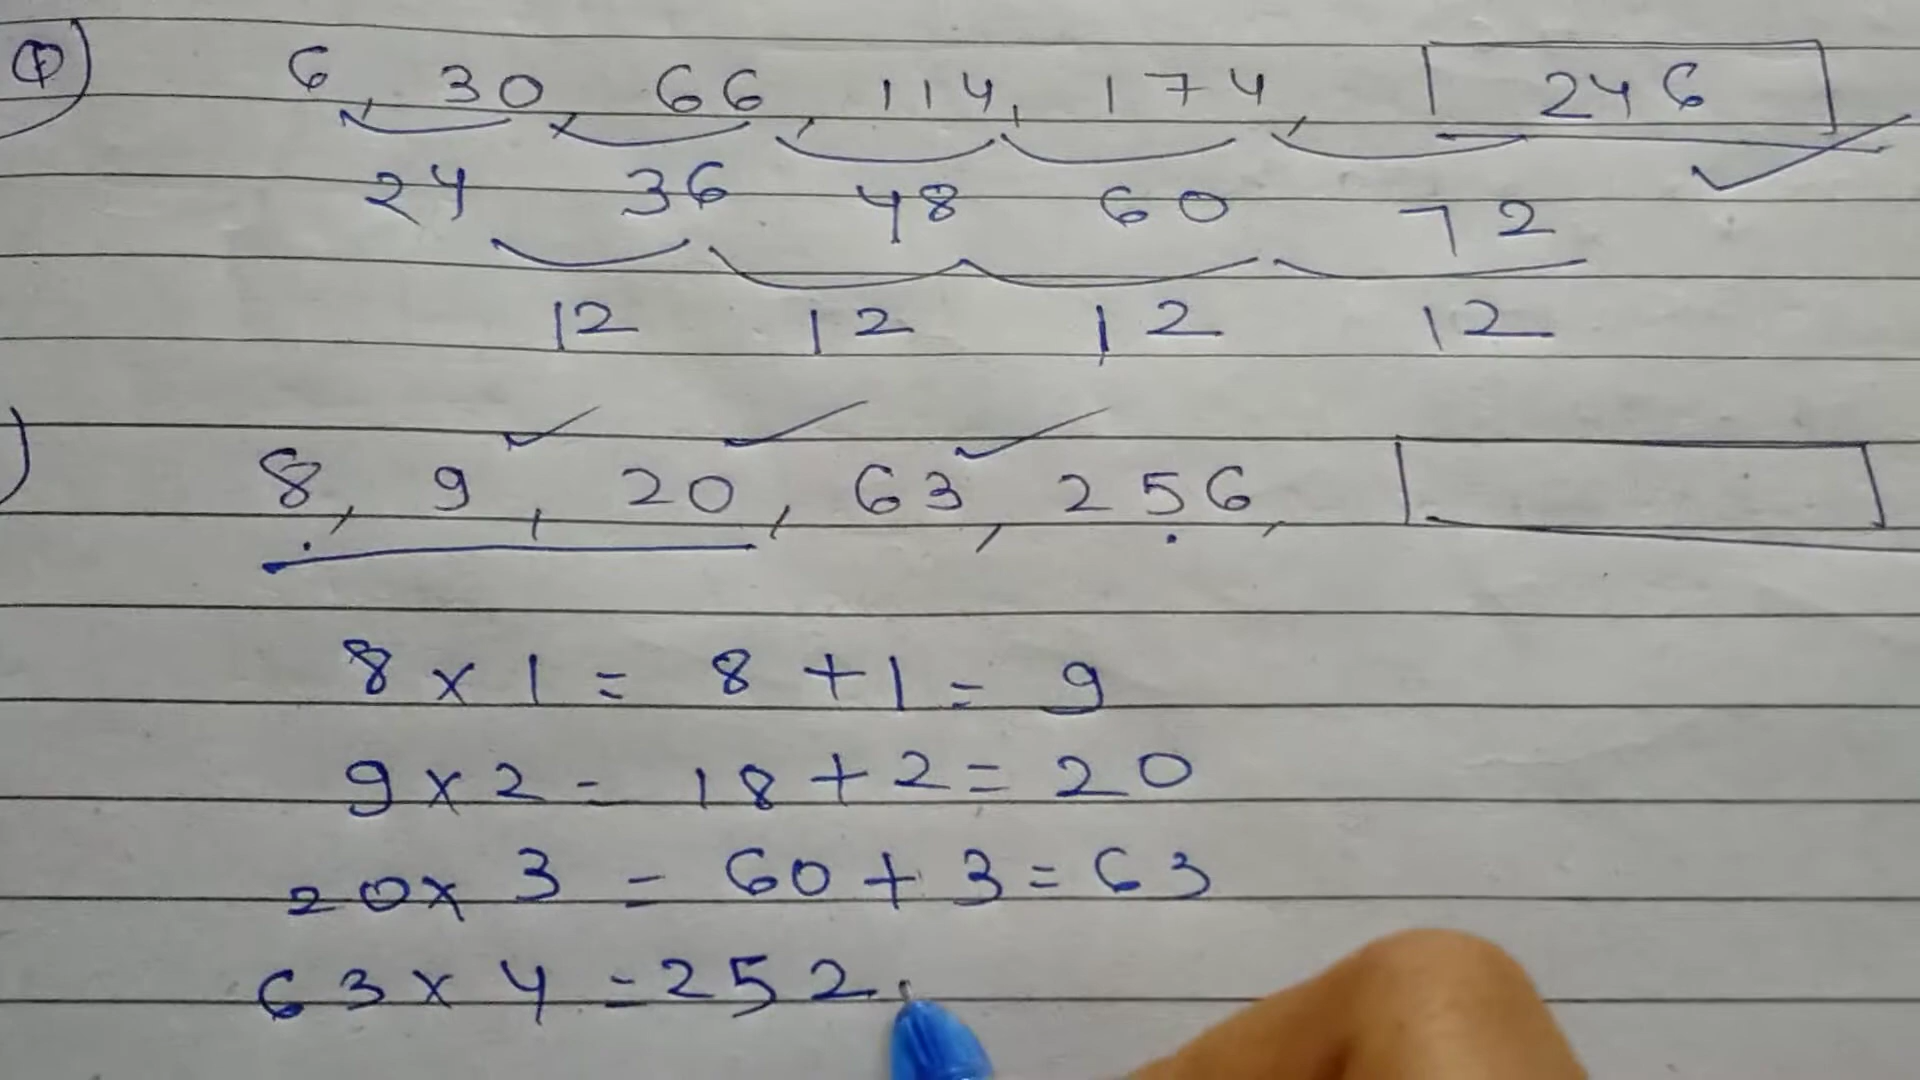 Q) 6, 30, 66, 114, 174, 246
24 36 48 60 72
12 12 12 12
) 8, 9, 20, 63, 256,
8 x 1 = 8 + 1 = 9
9 x 2 = 18 + 2 = 20
20 x 3 = 60 + 3 = 63
63 x 4 = 252